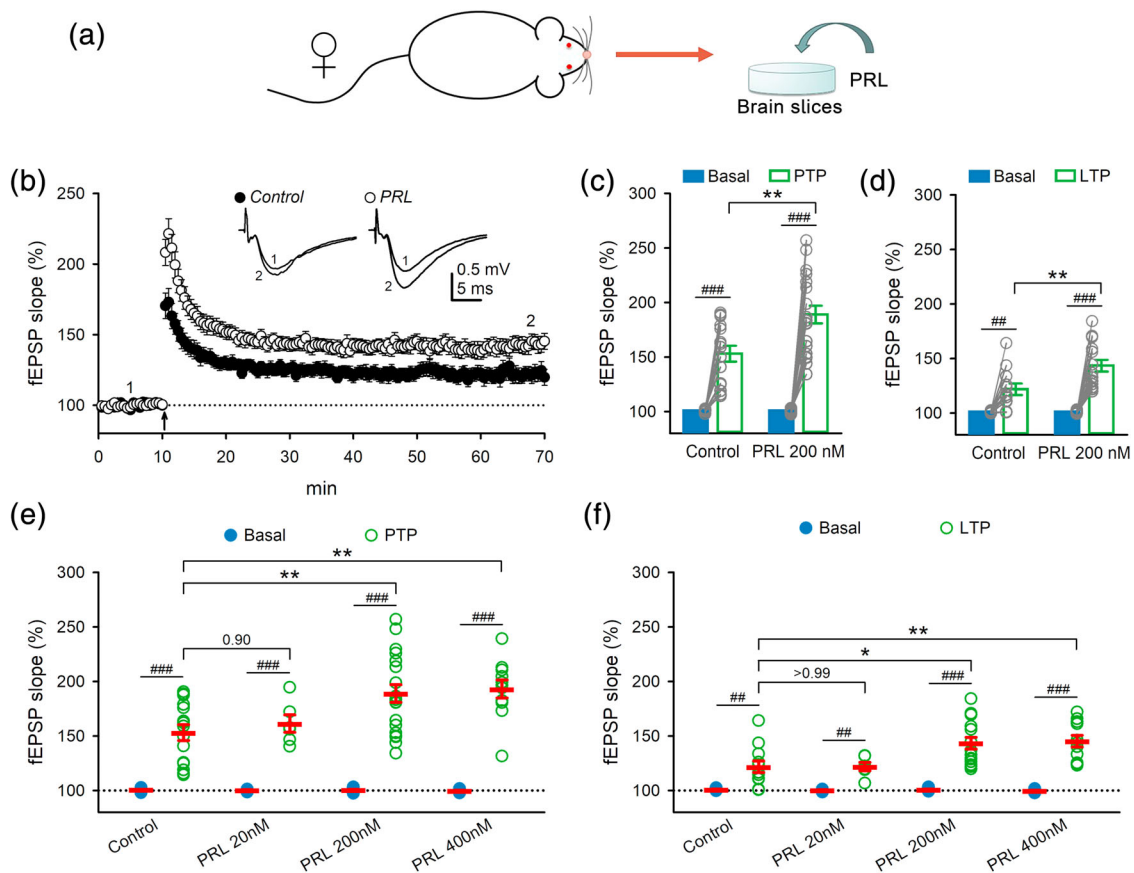 (a)
♀
PRL
Brain slices
(b)
fEPSP slope (%)
250
200
150
100
0 10 20 30 40 50 60 70
min
Control
PRL
1
2
1
2
0.5 mV
5 ms
1
2
(c)
Basal PTP
fEPSP slope (%)
300
250
200
150
100
**
###
###
Control PRL 200 nM
(d)
Basal LTP
fEPSP slope (%)
300
250
200
150
100
**
##
###
Control PRL 200 nM
(e)
Basal PTP
fEPSP slope (%)
300
250
200
150
100
**
**
0.90
###
###
###
###
Control PRL 20nM PRL 200nM PRL 400nM
(f)
Basal LTP
fEPSP slope (%)
300
250
200
150
100
**
*
>0.99
##
##
###
###
Control PRL 20nM PRL 200nM PRL 400nM